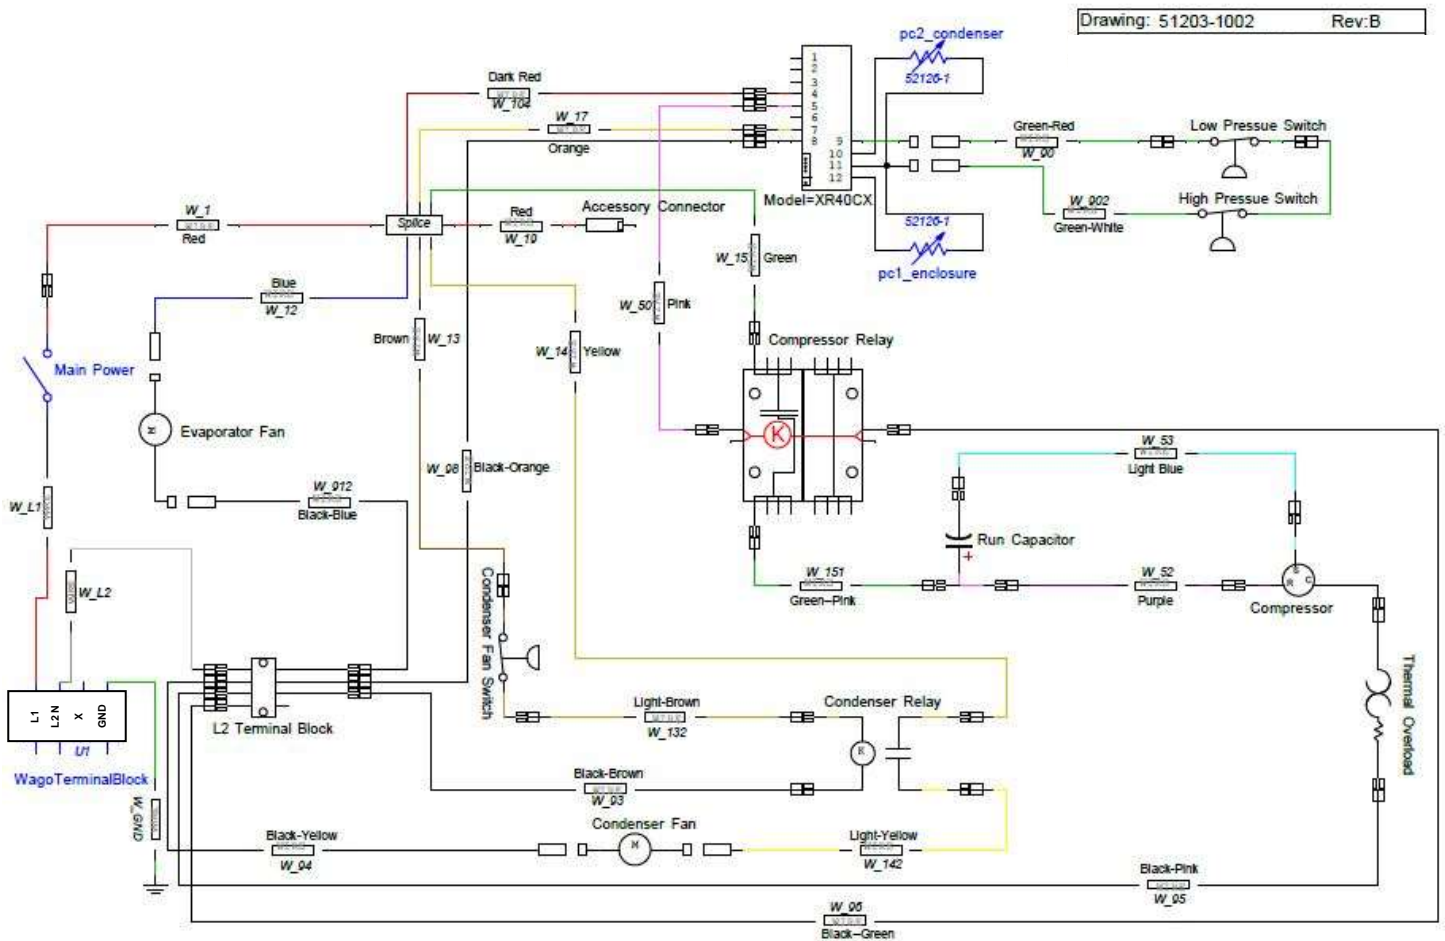 Drawing: 51203-1002 Rev:B
pc2_condenser
52126-1
1
2
3
4
5
6
7
8
9
10
11
12
Model=XR40CX
Dark Red
W_104
W_17
Orange
Green-Red
W_90
Low Pressue Switch
W_902
Green-White
High Pressue Switch
52126-1
pc1_enclosure
W_1
Red
Splice
Red
W_19
Accessory Connector
W_15
Green
Blue
W_12
Brown
W_13
W_50
Pink
W_14
Yellow
Compressor Relay
K
Main Power
M
Evaporator Fan
W_98
Black-Orange
W_53
Light Blue
W_L1
W_912
Black-Blue
Run Capacitor
+
W_L2
W_151
Green-Pink
W_52
Purple
S
R
C
Compressor
Condenser Fan Switch
Thermal Overload
L1
L2 N
X
GND
U1
WagoTerminalBlock
L2 Terminal Block
Light-Brown
W_132
Condenser Relay
K
Black-Brown
W_93
W_GND
Black-Yellow
W_94
Condenser Fan
M
Light-Yellow
W_142
Black-Pink
W_95
W_96
Black-Green